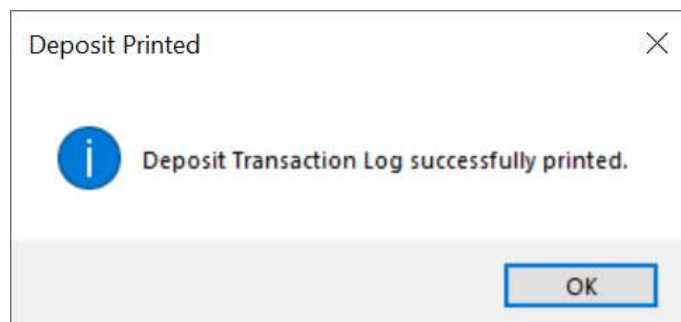 Deposit Printed
Deposit Transaction Log successfully printed.
OK